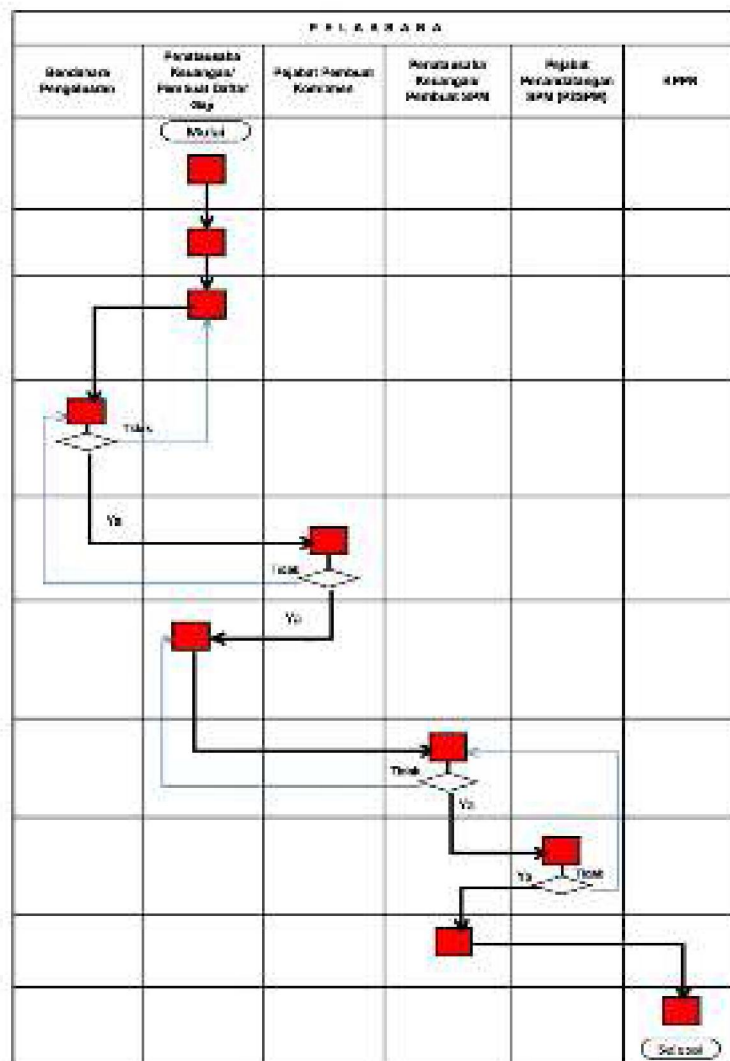 P E L A K S A N A
Bendahara
Pengeluaran
Penatausaha
Keuangan/
Pembuat Daftar
Gaji
Pejabat Pembuat
Komitmen
Penatausaha
Keuangan/
Pembuat SPM
Pejabat
Penandatangan
SPM (P2SPM)
KPPN
Mulai
Tidak
Ya
Tidak
Ya
Tidak
Ya
Ya
Tidak
Selesai